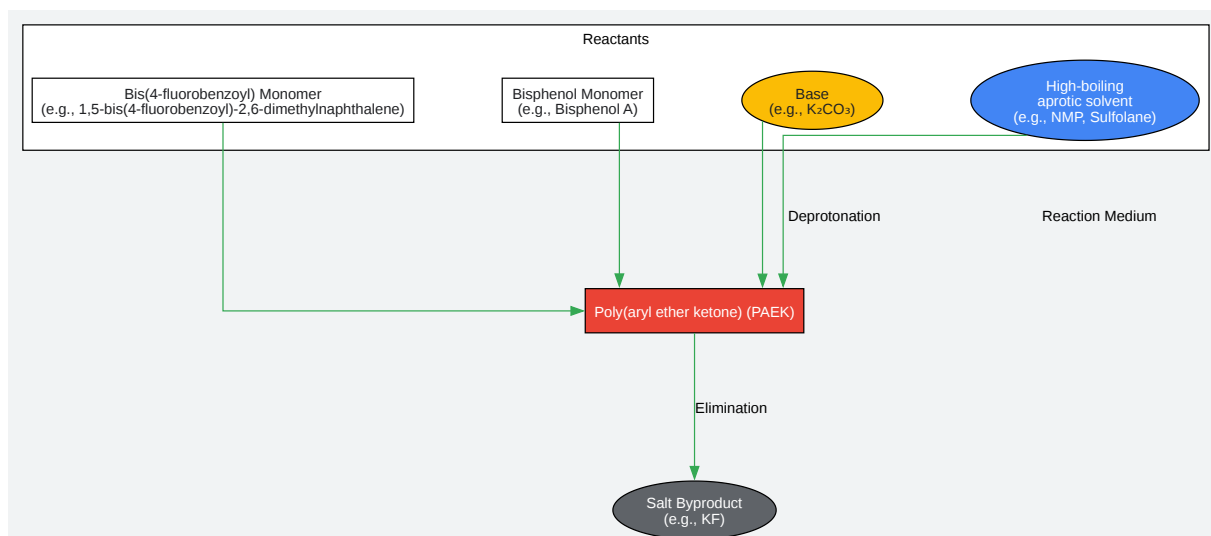 Reactants
Bis(4-fluorobenzoyl) Monomer
(e.g., 1,5-bis(4-fluorobenzoyl)-2,6-dimethylnaphthalene)
Bisphenol Monomer
(e.g., Bisphenol A)
Base
(e.g., K₂CO₃)
High-boiling
aprotic solvent
(e.g., NMP, Sulfolane)
Deprotonation
Reaction Medium
Poly(aryl ether ketone) (PAEK)
Elimination
Salt Byproduct
(e.g., KF)